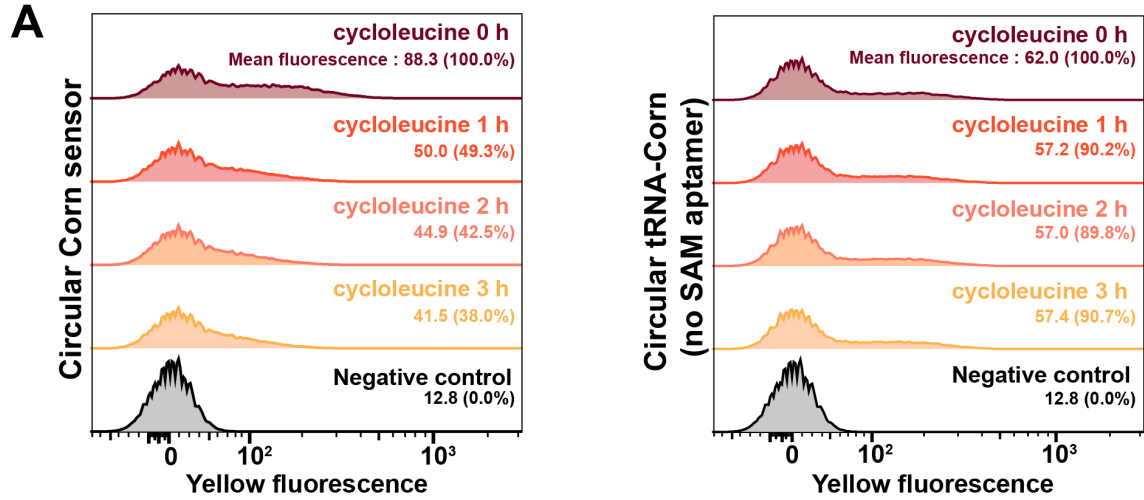 A
Circular Corn sensor
cycloleucine 0 h
Mean fluorescence : 88.3 (100.0%)
cycloleucine 1 h
50.0 (49.3%)
cycloleucine 2 h
44.9 (42.5%)
cycloleucine 3 h
41.5 (38.0%)
Negative control
12.8 (0.0%)
0 10² 10³
Yellow fluorescence
Circular tRNA-Corn
(no SAM aptamer)
cycloleucine 0 h
Mean fluorescence : 62.0 (100.0%)
cycloleucine 1 h
57.2 (90.2%)
cycloleucine 2 h
57.0 (89.8%)
cycloleucine 3 h
57.4 (90.7%)
Negative control
12.8 (0.0%)
0 10² 10³
Yellow fluorescence